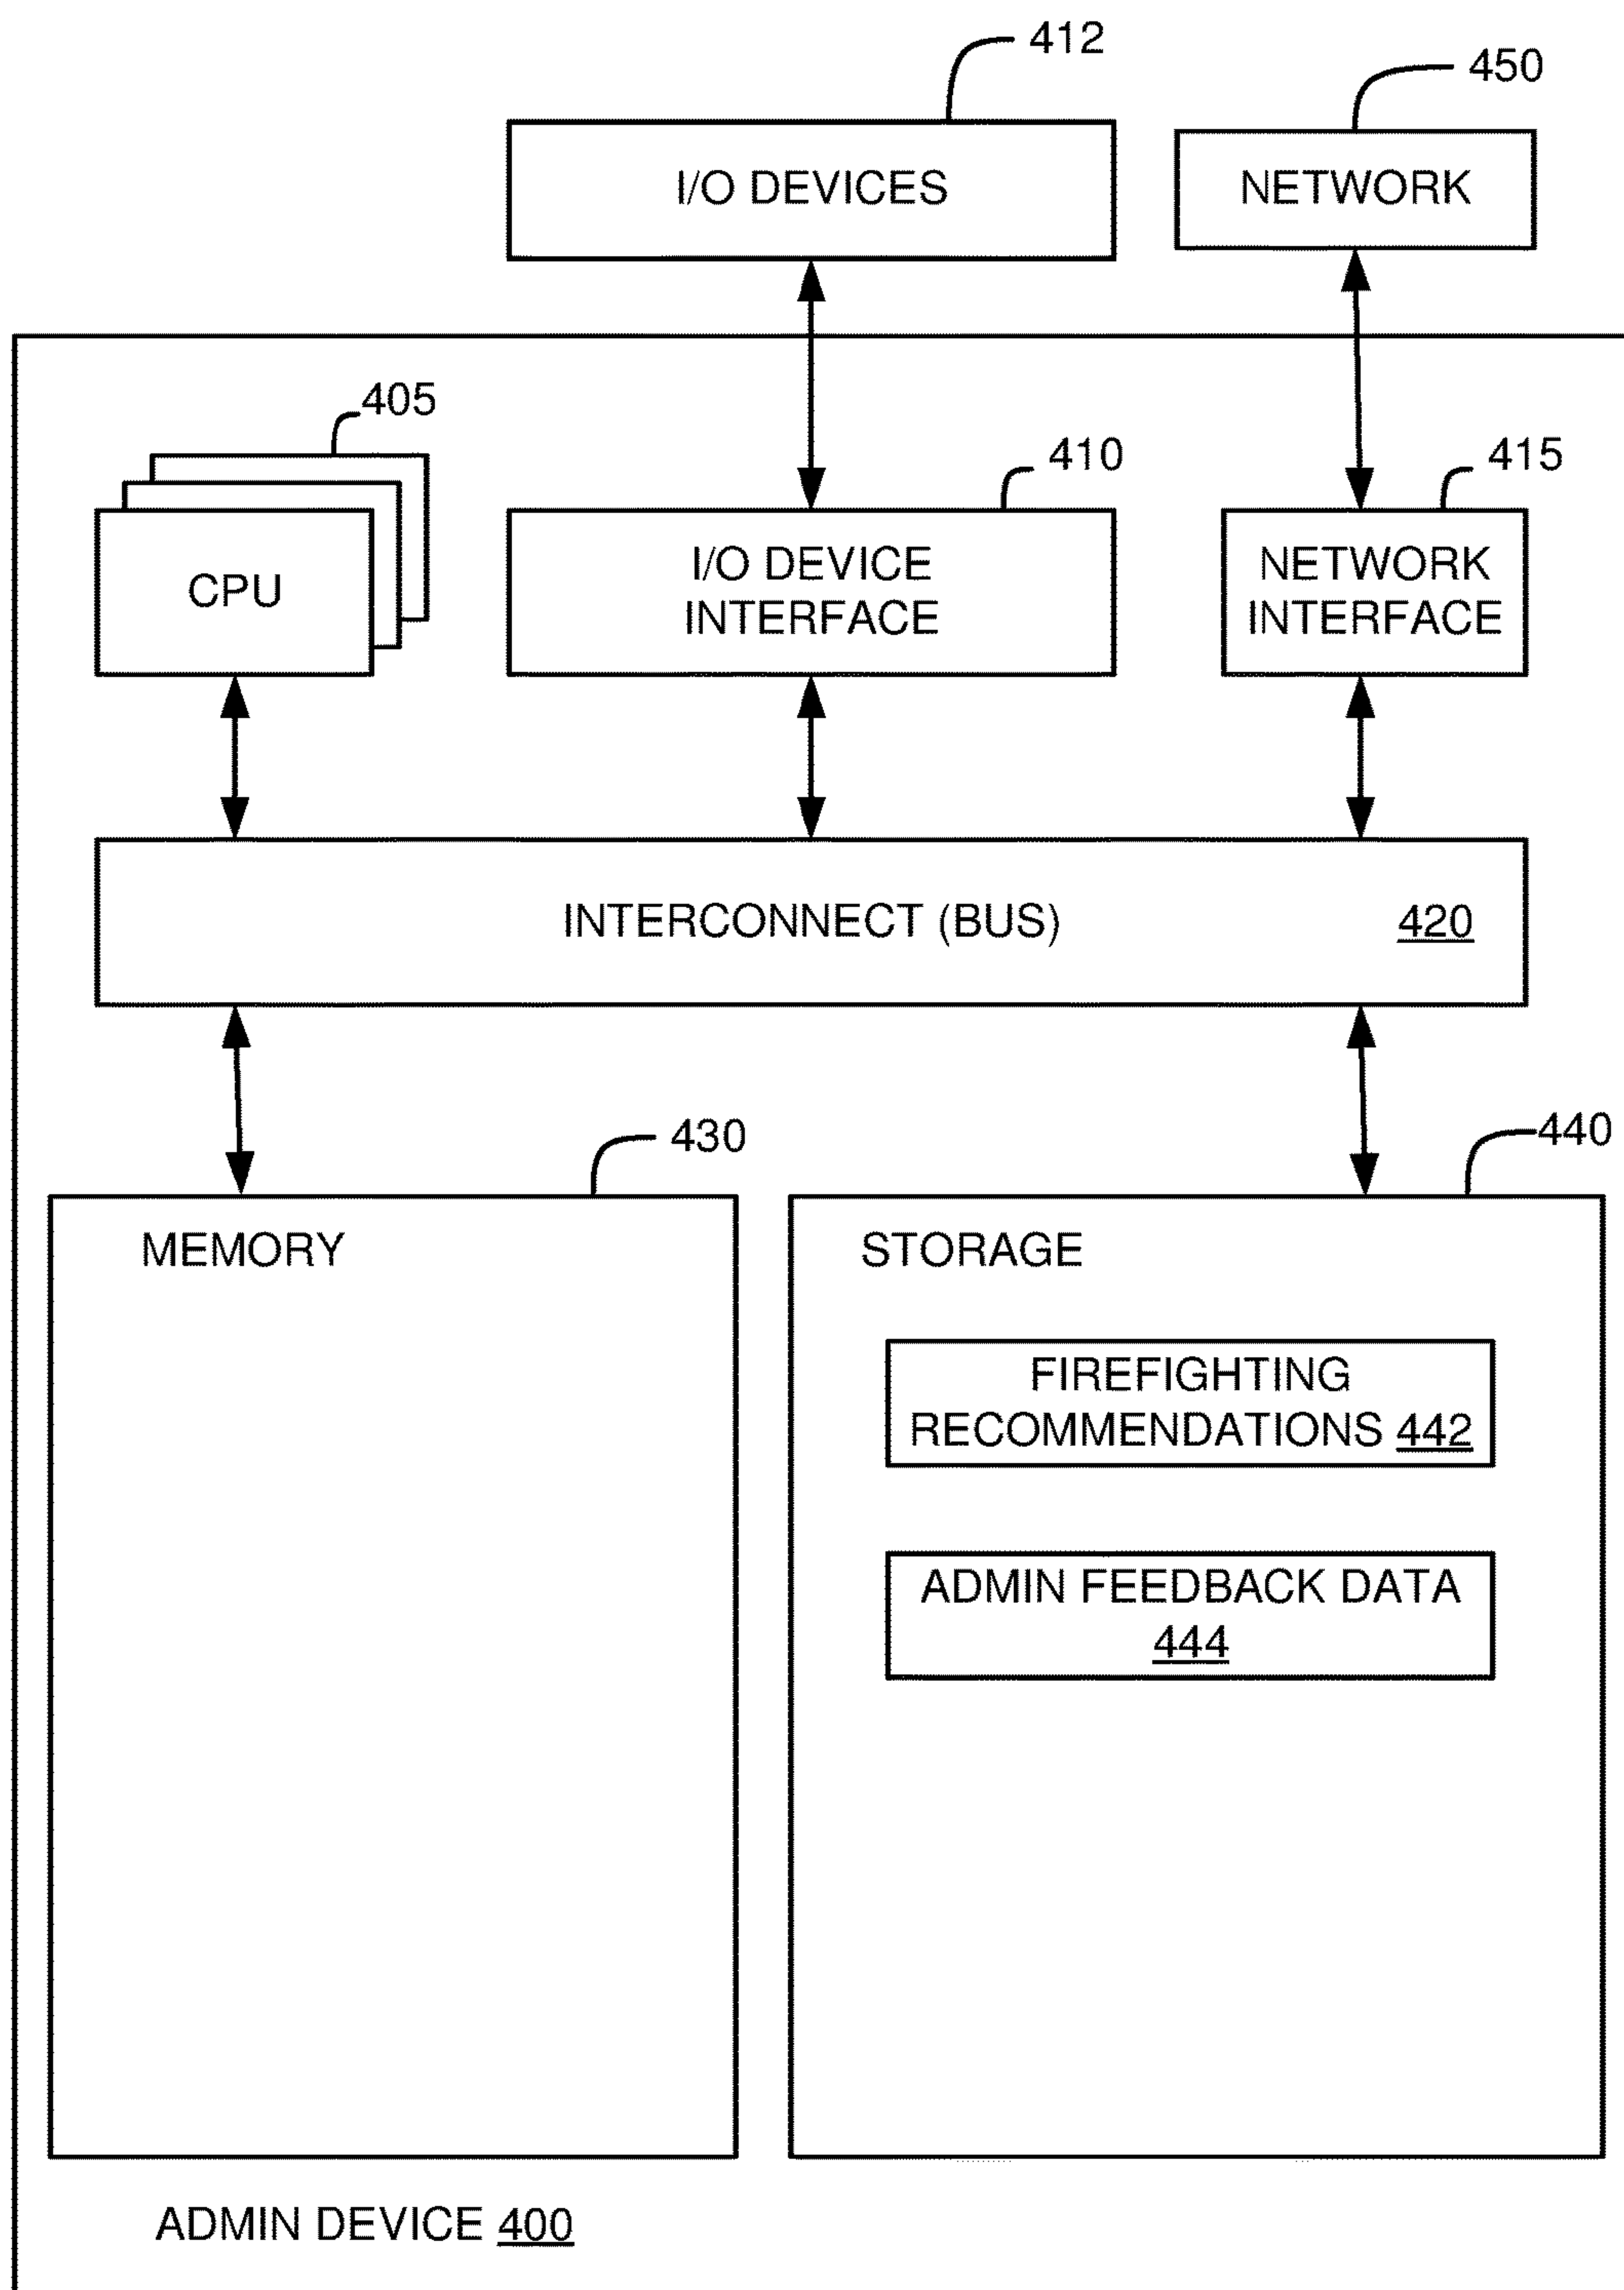 412
450
I/O DEVICES
NETWORK
405
410
415
CPU
I/O DEVICE
INTERFACE
NETWORK
INTERFACE
INTERCONNECT (BUS)
420
430
440
MEMORY
STORAGE
FIREFIGHTING
RECOMMENDATIONS 442
ADMIN FEEDBACK DATA
444
ADMIN DEVICE 400